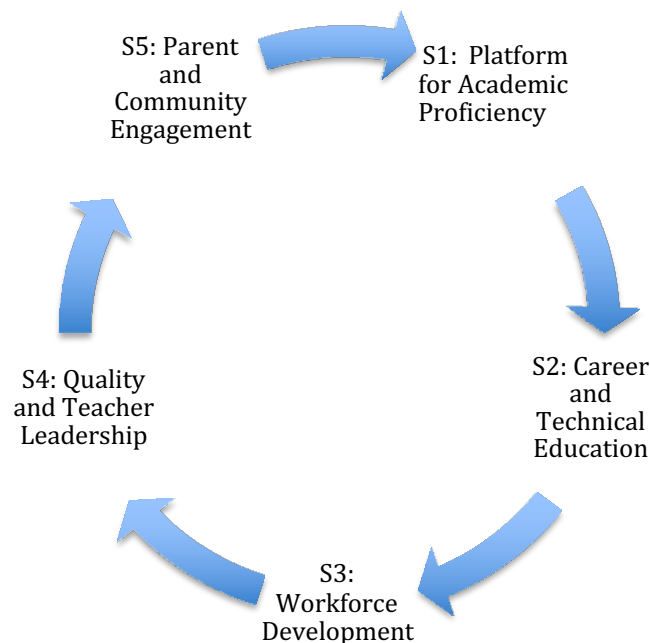 S1: Platform
for Academic
Proficiency
S2: Career
and
Technical
Education
S3:
Workforce
Development
S4: Quality
and Teacher
Leadership
S5: Parent
and
Community
Engagement